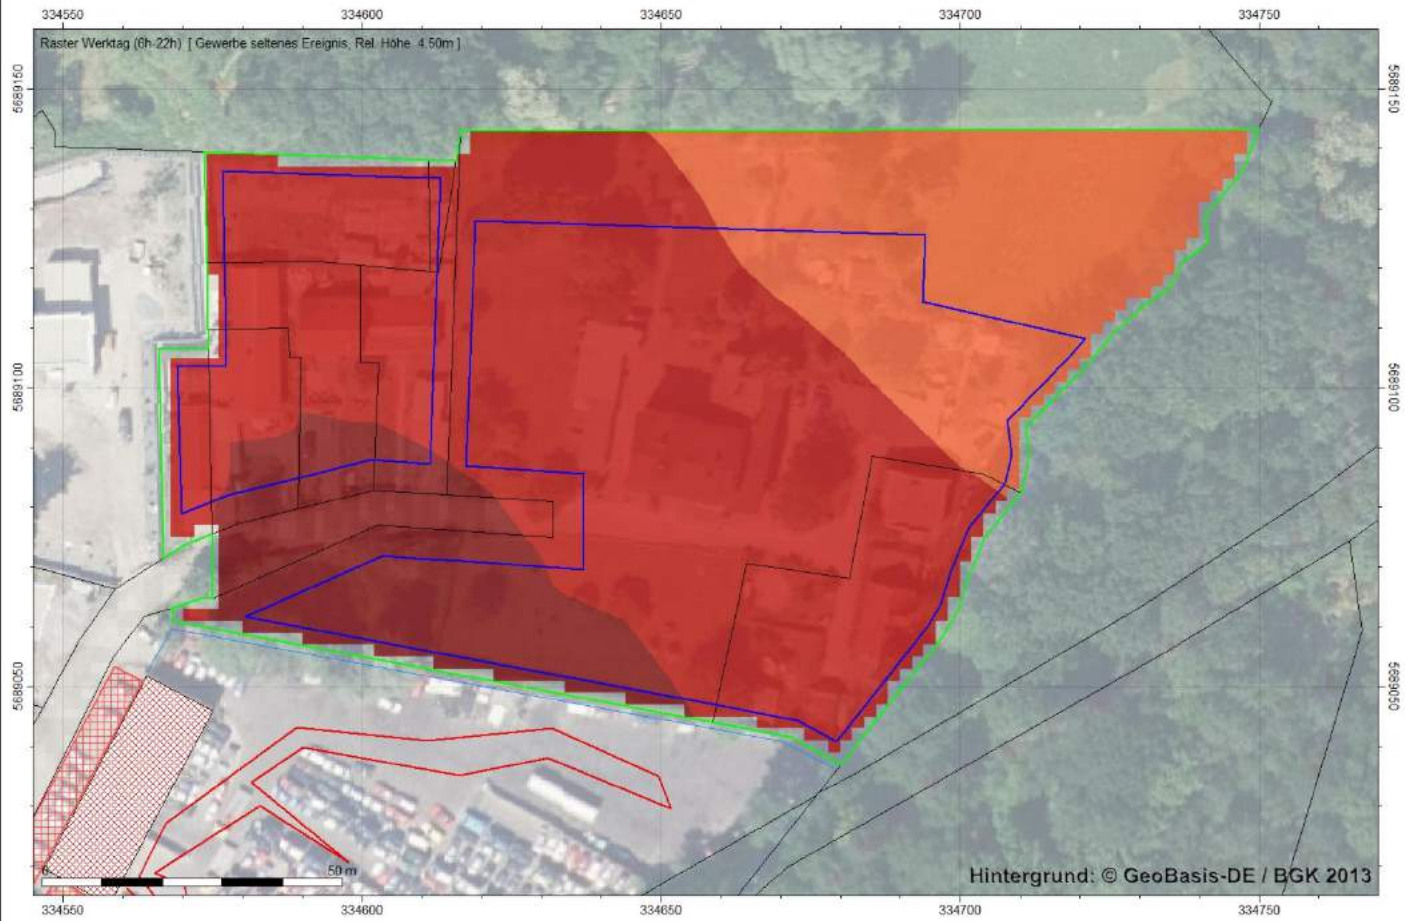 334550 334600 334650 334700 334750
Raster Werktag (6h-22h) [ Gewerbe seltenes Ereignis, Rel. Höhe 4.50m ]
5689150 5689150
5689100 5689100
5689050 5689050
0 50 m
Hintergrund: © GeoBasis-DE / BGK 2013
334550 334600 334650 334700 334750